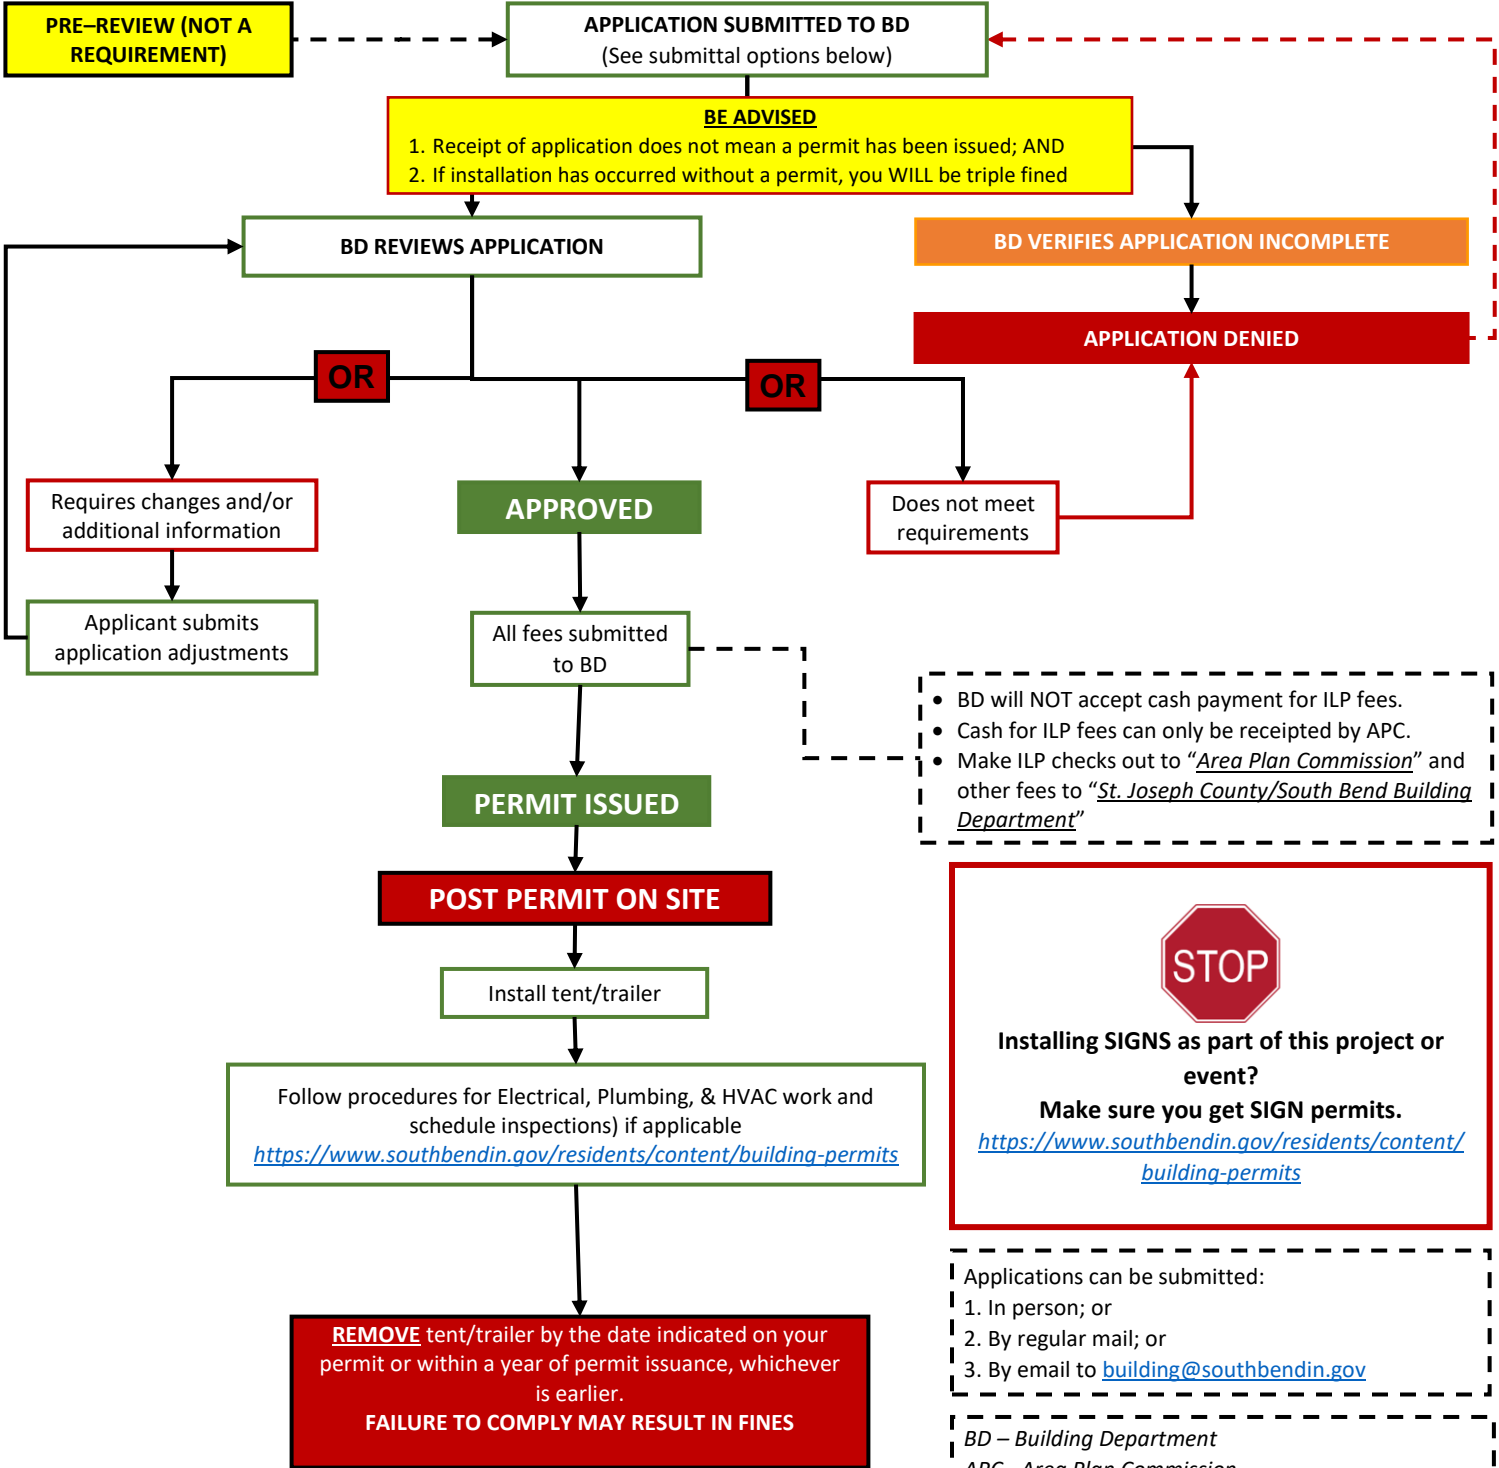 PRE–REVIEW (NOT A
REQUIREMENT)
APPLICATION SUBMITTED TO BD
(See submittal options below)
BE ADVISED
1. Receipt of application does not mean a permit has been issued; AND
2. If installation has occurred without a permit, you WILL be triple fined
BD REVIEWS APPLICATION
BD VERIFIES APPLICATION INCOMPLETE
APPLICATION DENIED
OR
OR
Requires changes and/or
additional information
APPROVED
Does not meet
requirements
Applicant submits
application adjustments
All fees submitted
to BD
• BD will NOT accept cash payment for ILP fees.
• Cash for ILP fees can only be receipted by APC.
• Make ILP checks out to “Area Plan Commission” and
other fees to “St. Joseph County/South Bend Building
Department”
PERMIT ISSUED
POST PERMIT ON SITE
Install tent/trailer
Follow procedures for Electrical, Plumbing, & HVAC work and
schedule inspections) if applicable
https://www.southbendin.gov/residents/content/building-permits
REMOVE tent/trailer by the date indicated on your
permit or within a year of permit issuance, whichever
is earlier.
FAILURE TO COMPLY MAY RESULT IN FINES
STOP
Installing SIGNS as part of this project or
event?
Make sure you get SIGN permits.
https://www.southbendin.gov/residents/content/
building-permits
Applications can be submitted:
1. In person; or
2. By regular mail; or
3. By email to building@southbendin.gov
BD – Building Department
APC - Area Plan Commission